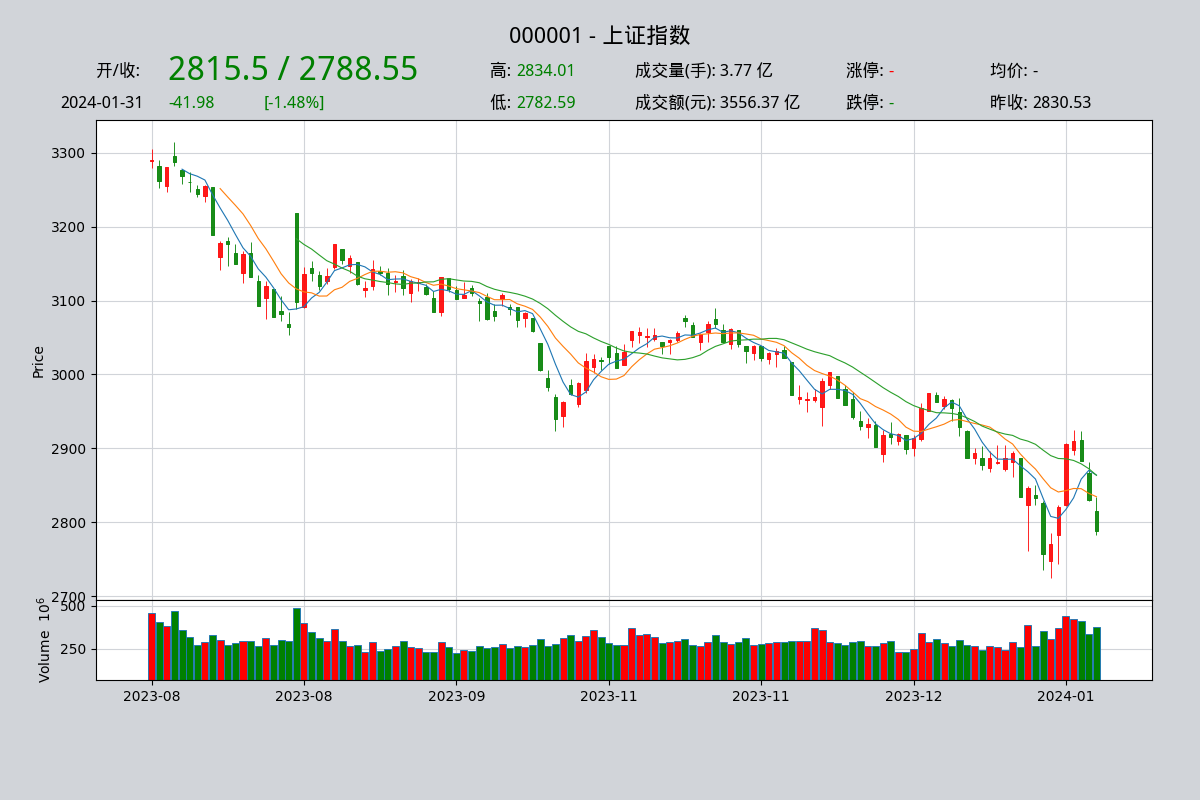 000001 - 上证指数
开/收: 2815.5 / 2788.55 高: 2834.01 成交量(手): 3.77 亿 涨停: - 均价: -
2024-01-31 -41.98 [-1.48%] 低: 2782.59 成交额(元): 3556.37 亿 跌停: - 昨收: 2830.53
3300
3200
3100
3000
2900
2800
2700
Price
500
250
Volume 10^6
2023-08 2023-08 2023-09 2023-11 2023-11 2023-12 2024-01